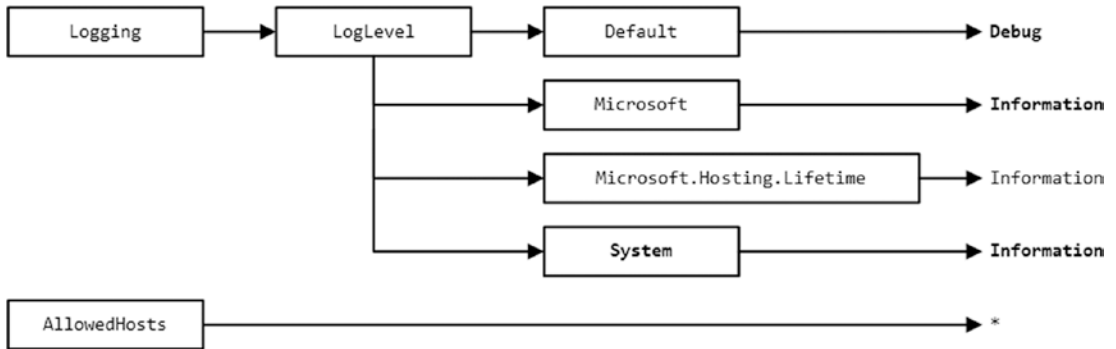 Logging LogLevel Default Debug
Microsoft Information
Microsoft.Hosting.Lifetime Information
System Information
AllowedHosts *